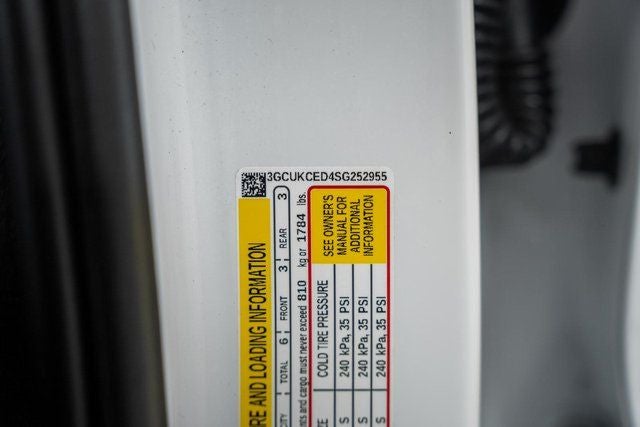 3GCUKCED4SG252955
RE AND LOADING INFORMATION
TOTAL 6 FRONT 3 REAR 3
and cargo must never exceed 810 kg or 1784 lbs.
COLD TIRE PRESSURE
SEE OWNER'S
MANUAL FOR
ADDITIONAL
INFORMATION
S 240 kPa, 35 PSI
S 240 kPa, 35 PSI
S 240 kPa, 35 PSI